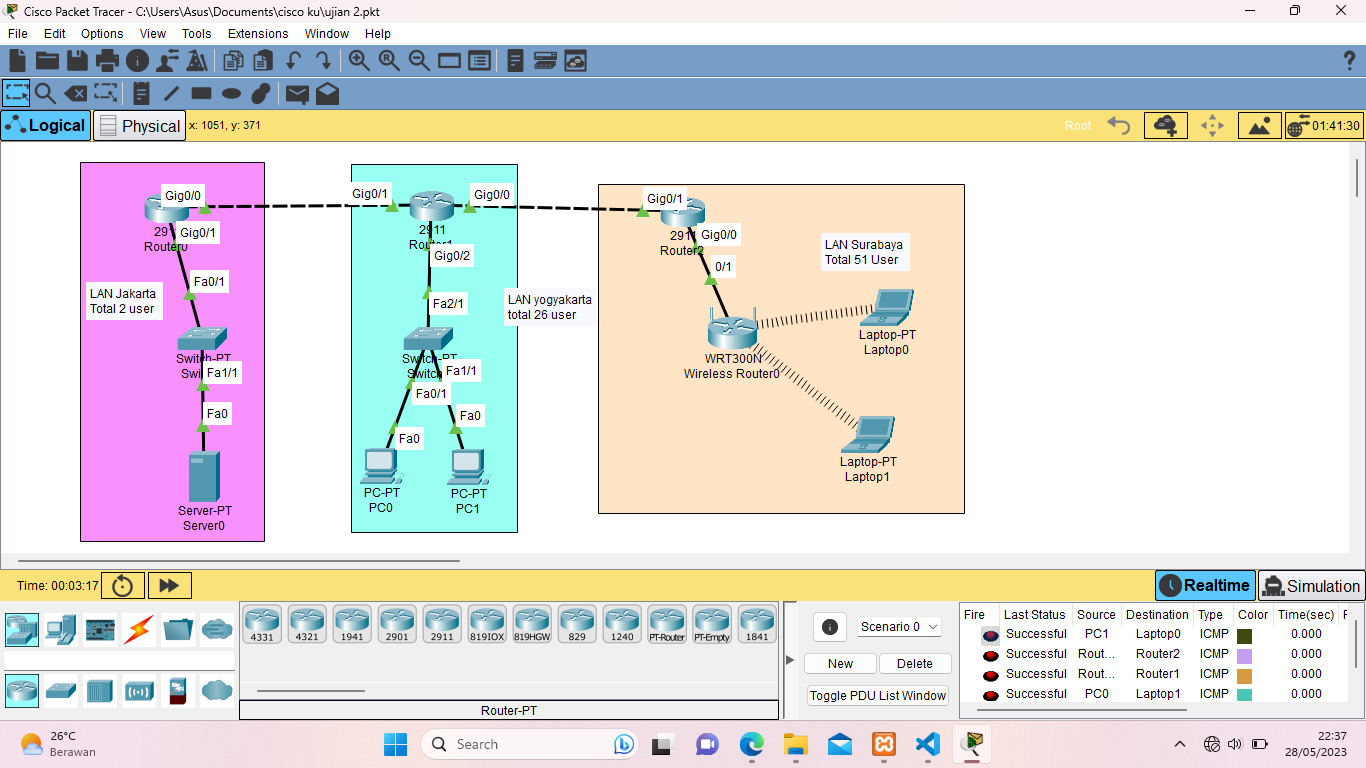 Cisco Packet Tracer - C:\Users\Asus\Documents\cisco ku\ujian 2.pkt
File Edit Options View Tools Extensions Window Help
Logical Physical x: 1051, y: 371 Root 01:41:30
Gig0/0
Gig0/1
Router0
Fa0/1
LAN Jakarta
Total 2 user
Switch-PT
Fa1/1
Fa0
Server-PT
Server0
Gig0/1
Gig0/0
2911
Router1
Gig0/2
Fa2/1
LAN yogyakarta
total 26 user
Switch-PT
Switch
Fa1/1
Fa0/1
Fa0
Fa0
PC-PT
PC0
PC-PT
PC1
Gig0/1
2911
Router2
Gig0/0
0/1
LAN Surabaya
Total 51 User
WRT300N
Wireless Router0
Laptop-PT
Laptop0
Laptop-PT
Laptop1
Time: 00:03:17 Realtime Simulation
4331 4321 1941 2901 2911 819IOX 819HGW 829 1240 PT-Router PT-Empty 1841
Router-PT
Scenario 0
New Delete
Toggle PDU List Window
Fire Last Status Source Destination Type Color Time(sec)
Successful PC1 Laptop0 ICMP 0.000
Successful Rout... Router2 ICMP 0.000
Successful Rout... Router1 ICMP 0.000
Successful PC0 Laptop1 ICMP 0.000
26°C
Berawan
Search
22:37
28/05/2023